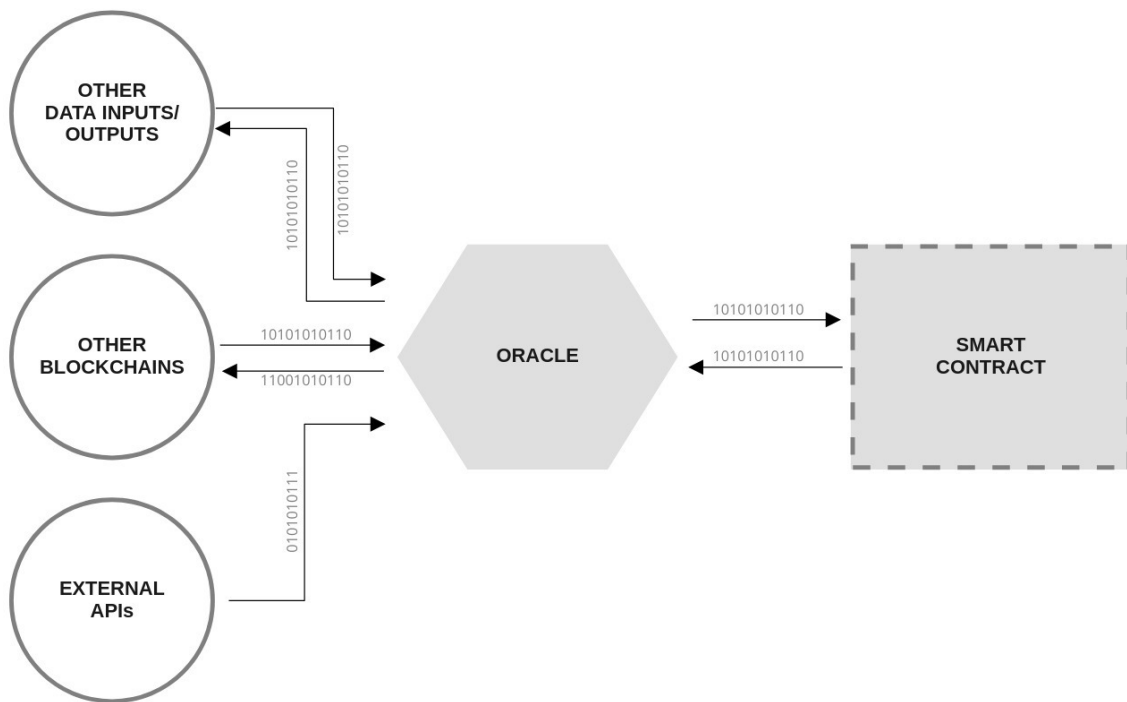 OTHER
DATA INPUTS/
OUTPUTS
10101010110
10101010110
OTHER
BLOCKCHAINS
10101010110
11001010110
ORACLE
10101010110
10101010110
SMART
CONTRACT
0101010111
EXTERNAL
APIs